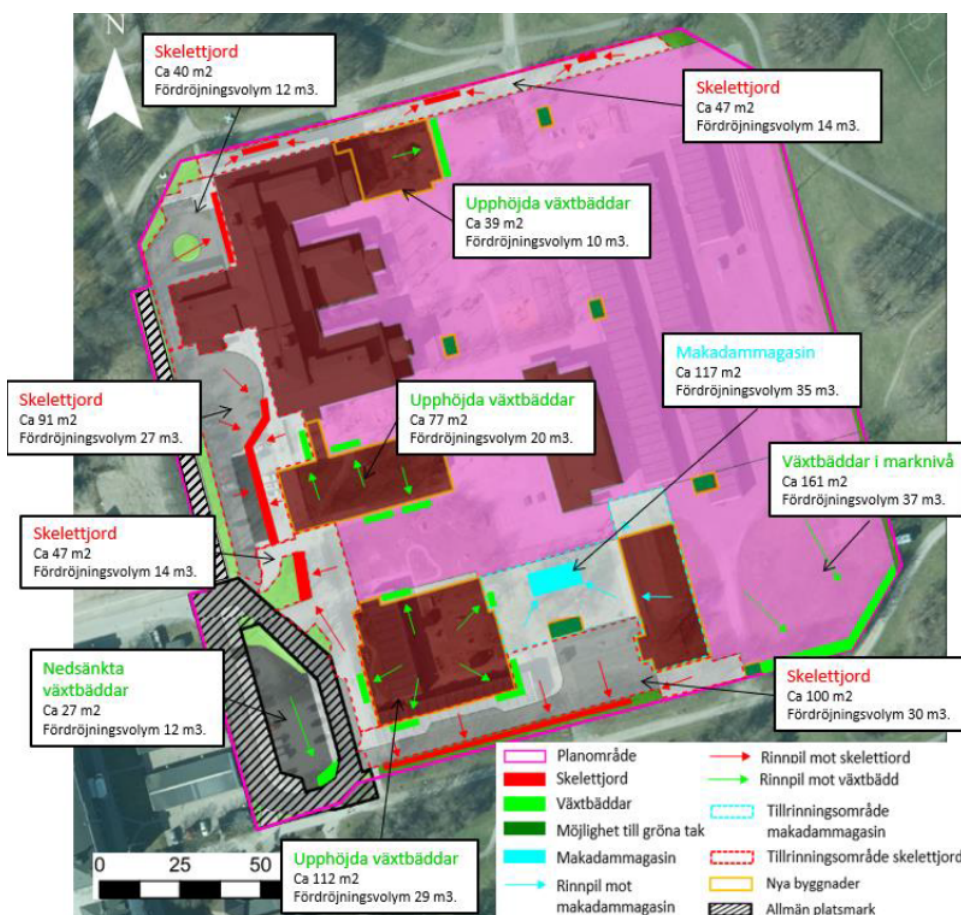 N
Skelettjord
Ca 40 m2
Fördröjningsvolym 12 m3.
Skelettjord
Ca 47 m2
Fördröjningsvolym 14 m3.
Upphöjda växtbäddar
Ca 39 m2
Fördröjningsvolym 10 m3.
Makadammagasin
Ca 117 m2
Fördröjningsvolym 35 m3.
Skelettjord
Ca 91 m2
Fördröjningsvolym 27 m3.
Upphöjda växtbäddar
Ca 77 m2
Fördröjningsvolym 20 m3.
Växtbäddar i marknivå
Ca 161 m2
Fördröjningsvolym 37 m3.
Skelettjord
Ca 47 m2
Fördröjningsvolym 14 m3.
Nedsänkta
växtbäddar
Ca 27 m2
Fördröjningsvolym 12 m3.
Skelettjord
Ca 100 m2
Fördröjningsvolym 30 m3.
Upphöjda växtbäddar
Ca 112 m2
Fördröjningsvolym 29 m3.
0 25 50
Planområde
Skelettjord
Växtbäddar
Möjlighet till gröna tak
Makadammagasin
Rinnpil mot
makadammagasin
Rinnpil mot skelettjord
Rinnpil mot växtbädd
Tillrinningsområde
makadammagasin
Tillrinningsområde skelettjord
Nya byggnader
Allmän platsmark